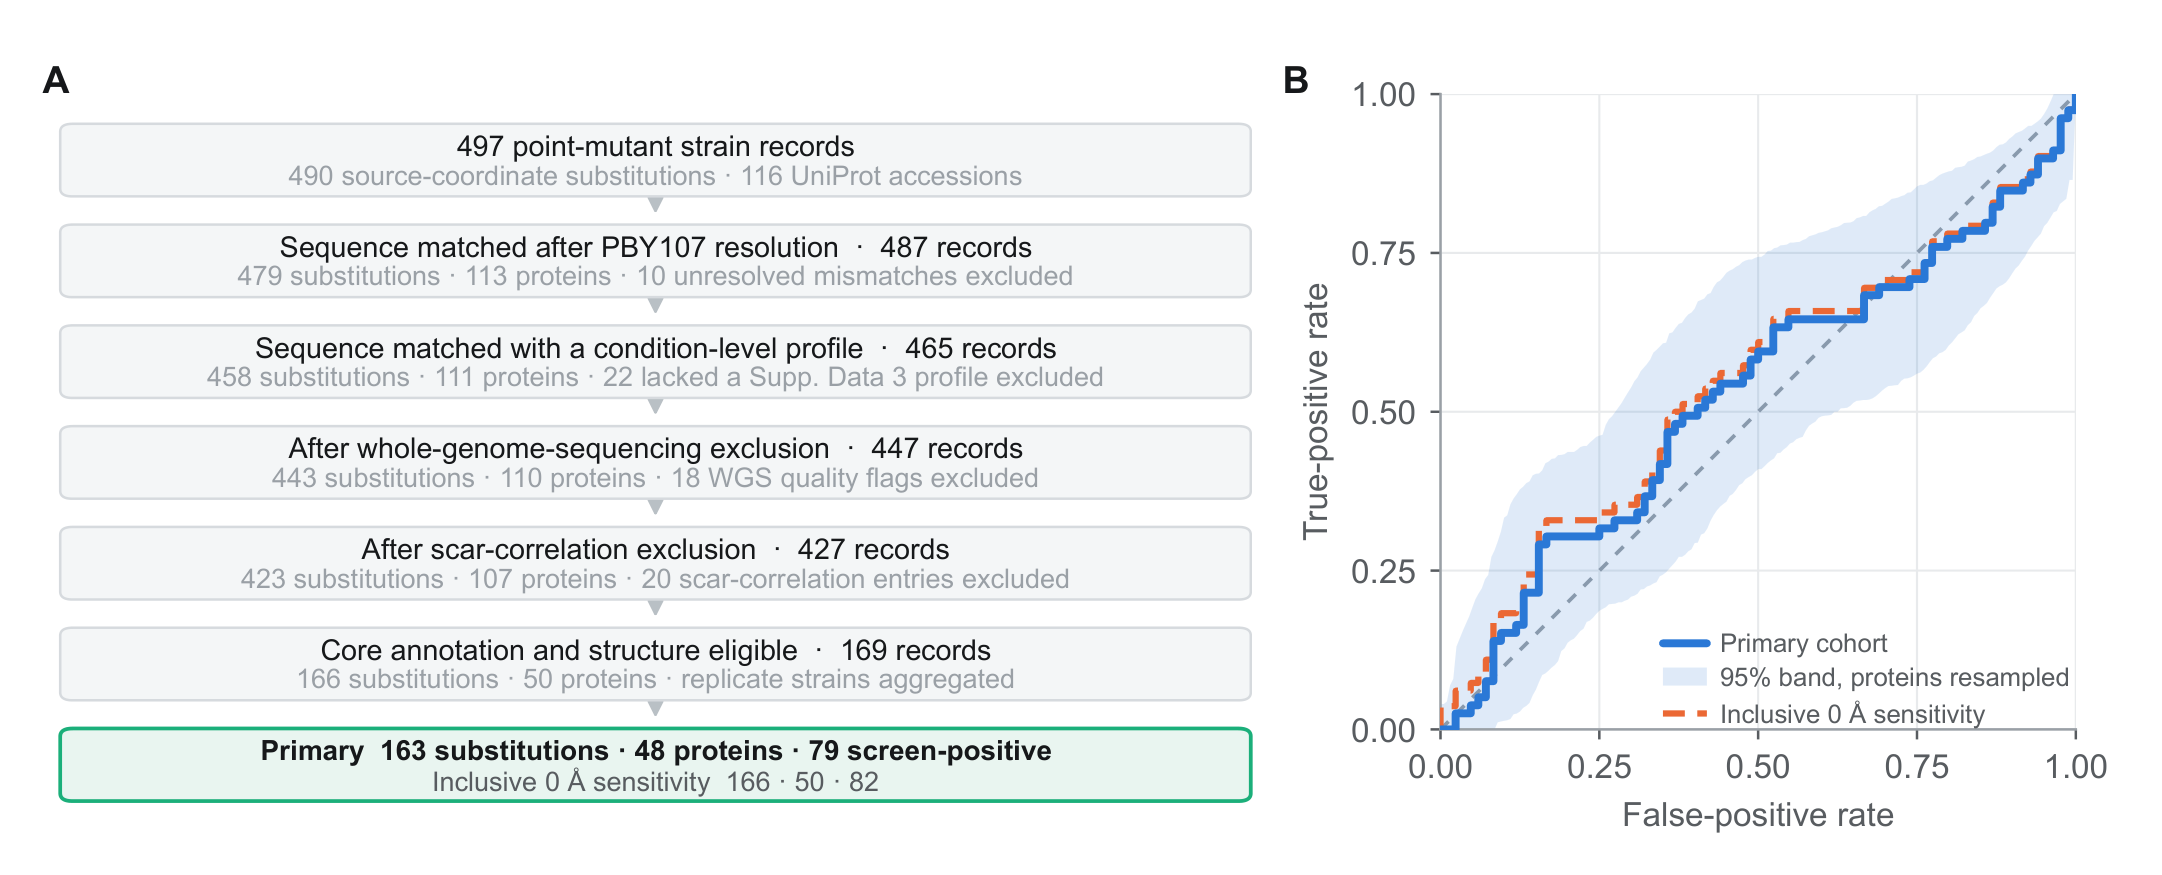 A
497 point-mutant strain records
490 source-coordinate substitutions · 116 UniProt accessions
Sequence matched after PBY107 resolution · 487 records
479 substitutions · 113 proteins · 10 unresolved mismatches excluded
Sequence matched with a condition-level profile · 465 records
458 substitutions · 111 proteins · 22 lacked a Supp. Data 3 profile excluded
After whole-genome-sequencing exclusion · 447 records
443 substitutions · 110 proteins · 18 WGS quality flags excluded
After scar-correlation exclusion · 427 records
423 substitutions · 107 proteins · 20 scar-correlation entries excluded
Core annotation and structure eligible · 169 records
166 substitutions · 50 proteins · replicate strains aggregated
Primary 163 substitutions · 48 proteins · 79 screen-positive
Inclusive 0 Å sensitivity 166 · 50 · 82
B
1.00
0.75
0.50
0.25
0.00
True-positive rate
Primary cohort
95% band, proteins resampled
Inclusive 0 Å sensitivity
0.00 0.25 0.50 0.75 1.00
False-positive rate